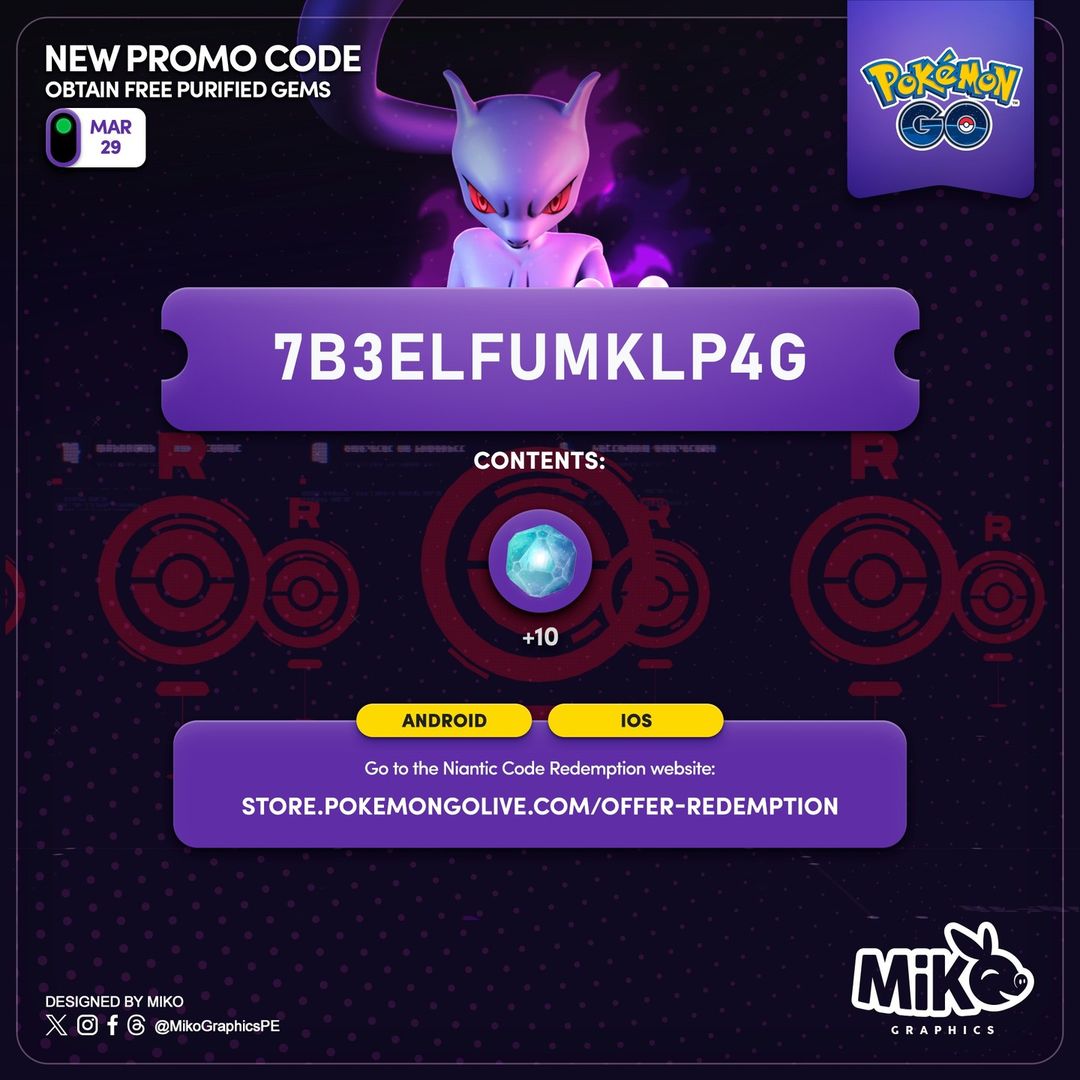 NEW PROMO CODE
OBTAIN FREE PURIFIED GEMS
MAR
29
POKéMON
GO
7B3ELFUMKLP4G
R
R
R
R
R
CONTENTS:
+10
ANDROID
IOS
Go to the Niantic Code Redemption website:
STORE.POKEMONGOLIVE.COM/OFFER-REDEMPTION
DESIGNED BY MIKO
@MikoGraphicsPE
MiKO
GRAPHICS